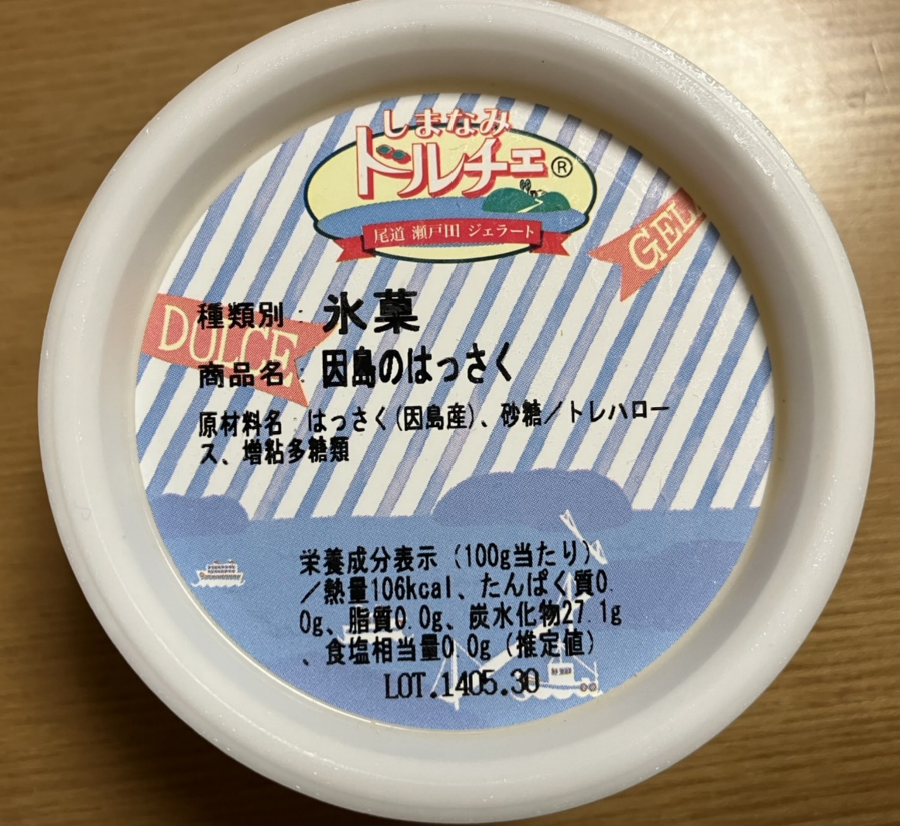 しまなみ
ドルチェ®
尾道 瀬戸田 ジェラート
GEL
DULCE
種類別：氷菓
商品名：因島のはっさく
原材料名：はっさく(因島産)、砂糖／トレハロー
ス、増粘多糖類
栄養成分表示（100g当たり）
／熱量106kcal、たんぱく質0.
0g、脂質0.0g、炭水化物27.1g
、食塩相当量0.0g（推定値）
LOT.1405.30